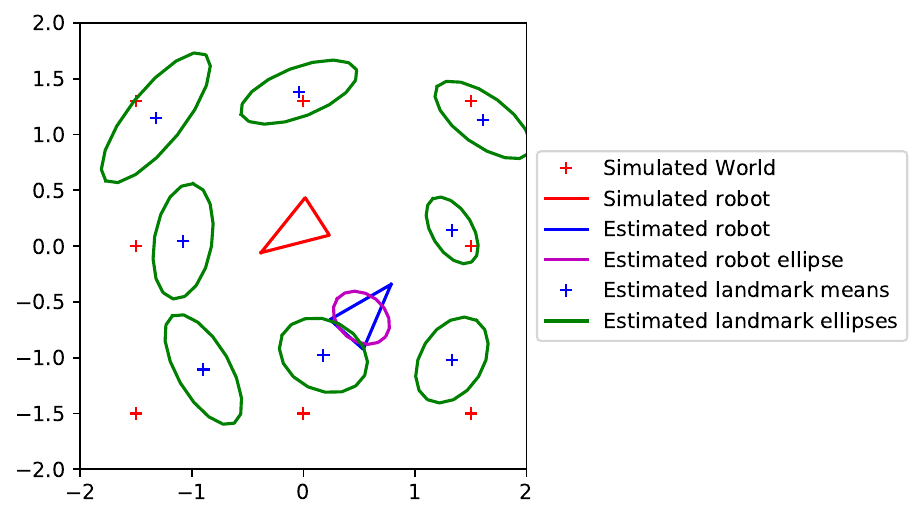 2.0
1.5
1.0
0.5
0.0
−0.5
−1.0
−1.5
−2.0
−2
−1
0
1
2
Simulated World
Simulated robot
Estimated robot
Estimated robot ellipse
Estimated landmark means
Estimated landmark ellipses